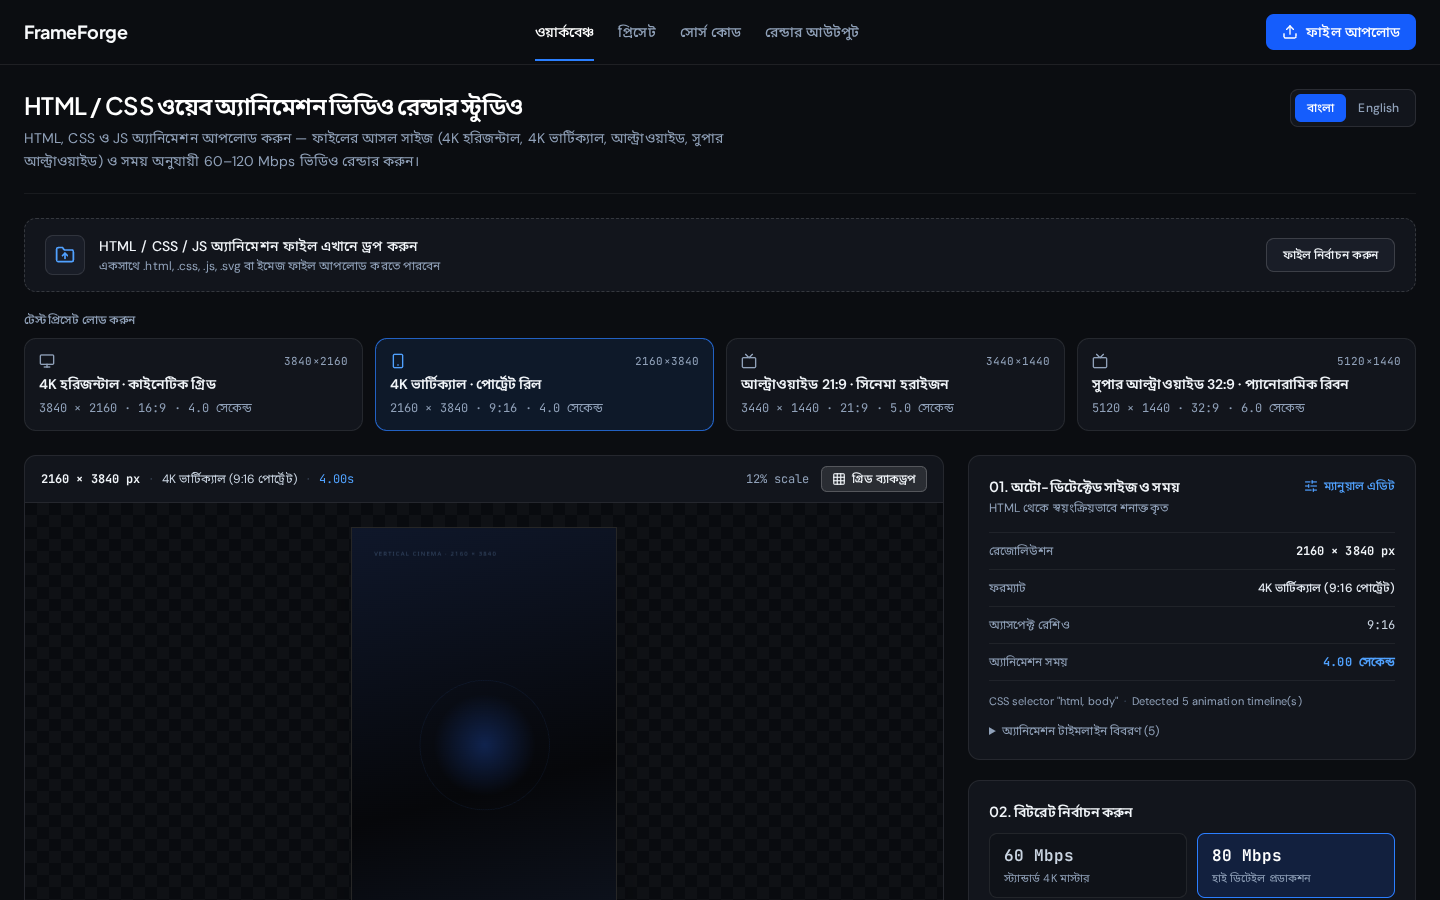 FrameForge
ওয়ার্কবেঞ্চ
প্রিসেট
সোর্স কোড
রেন্ডার আউটপুট
ফাইল আপলোড
HTML / CSS ওয়েব অ্যানিমেশন ভিডিও রেন্ডার স্টুডিও
বাংলা
English
HTML, CSS ও JS অ্যানিমেশন আপলোড করুন — ফাইলের আসল সাইজ (4K হরিজন্টাল, 4K ভার্টিক্যাল, আল্ট্রাওয়াইড, সুপার
আল্ট্রাওয়াইড) ও সময় অনুযায়ী 60–120 Mbps ভিডিও রেন্ডার করুন।
HTML / CSS / JS অ্যানিমেশন ফাইল এখানে ড্রপ করুন
একসাথে .html, .css, .js, .svg বা ইমেজ ফাইল আপলোড করতে পারবেন
ফাইল নির্বাচন করুন
টেস্ট প্রিসেট লোড করুন
3840×2160
4K হরিজন্টাল · কাইনেটিক গ্রিড
3840 × 2160 · 16:9 · 4.0 সেকেন্ড
2160×3840
4K ভার্টিক্যাল · পোর্ট্রেট রিল
2160 × 3840 · 9:16 · 4.0 সেকেন্ড
3440×1440
আল্ট্রাওয়াইড 21:9 · সিনেমা হরাইজন
3440 × 1440 · 21:9 · 5.0 সেকেন্ড
5120×1440
সুপার আল্ট্রাওয়াইড 32:9 · প্যানোরামিক রিবন
5120 × 1440 · 32:9 · 6.0 সেকেন্ড
2160 × 3840 px · 4K ভার্টিক্যাল (9:16 পোর্ট্রেট) · 4.00s
12% scale
গ্রিড ব্যাকড্রপ
VERTICAL CINEMA · 2160 × 3840
01. অটো-ডিটেক্টেড সাইজ ও সময়
ম্যানুয়াল এডিট
HTML থেকে স্বয়ংক্রিয়ভাবে শনাক্তকৃত
রেজোলিউশন
2160 × 3840 px
ফরম্যাট
4K ভার্টিক্যাল (9:16 পোর্ট্রেট)
অ্যাসপেক্ট রেশিও
9:16
অ্যানিমেশন সময়
4.00 সেকেন্ড
CSS selector "html, body" · Detected 5 animation timeline(s)
▶ অ্যানিমেশন টাইমলাইন বিবরণ (5)
02. বিটরেট নির্বাচন করুন
60 Mbps
স্ট্যান্ডার্ড 4K মাস্টার
80 Mbps
হাই ডিটেইল প্রডাকশন